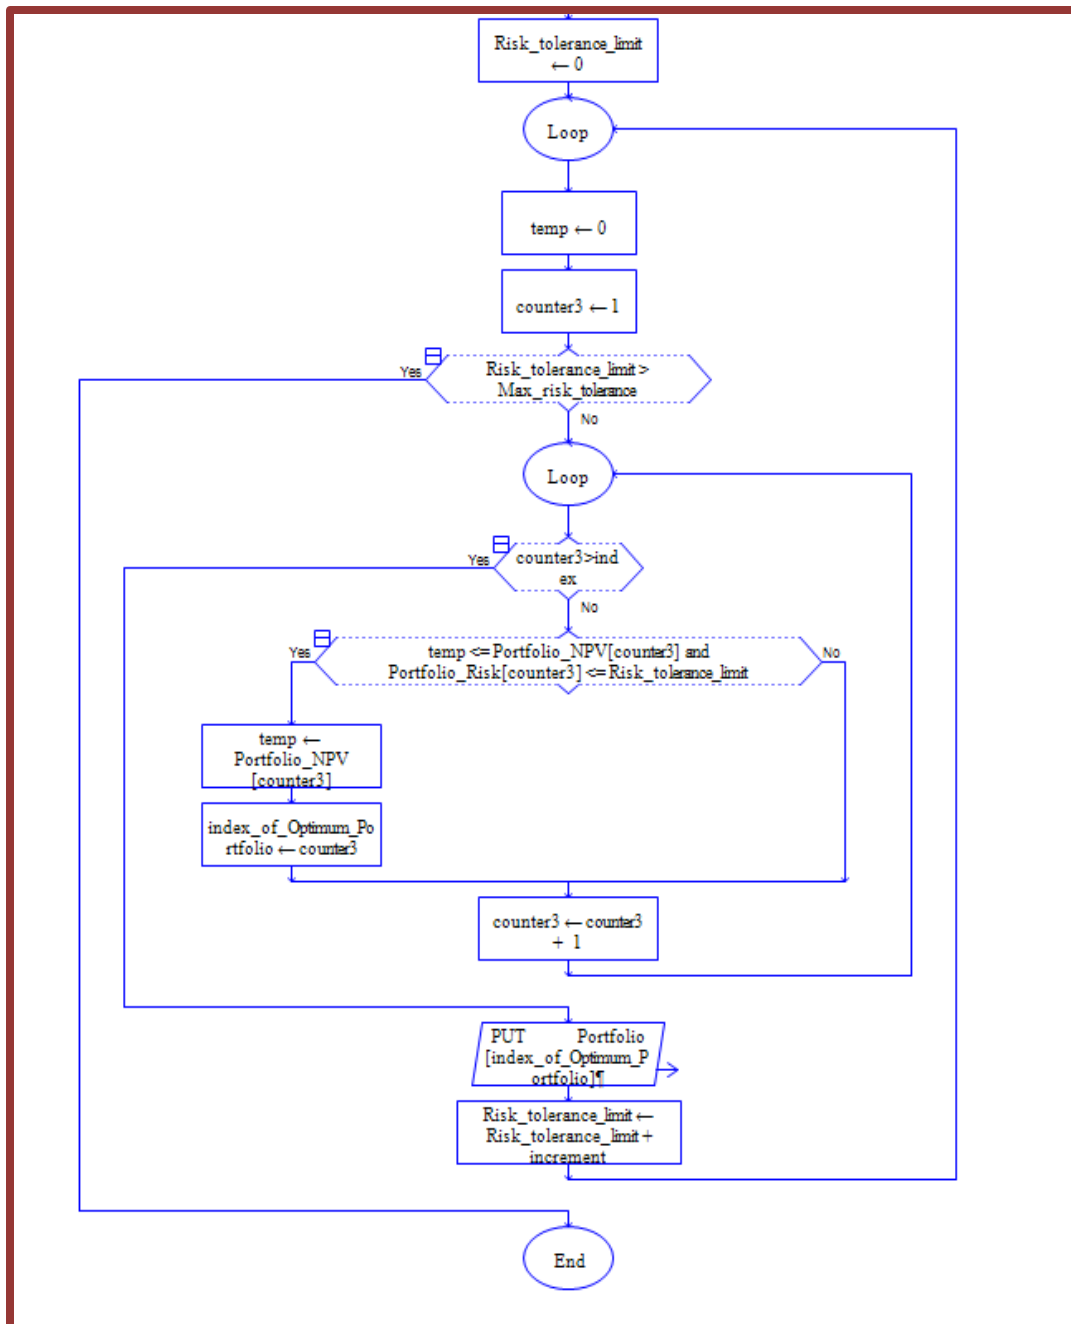 Risk_tolerance_limit
← 0
Loop
temp ← 0
counter3 ← 1
Risk_tolerance_limit >
Max_risk_tolerance
Yes
No
Loop
counter3>ind
ex
Yes
No
temp <= Portfolio_NPV[counter3] and
Portfolio_Risk[counter3] <= Risk_tolerance_limit
Yes
No
temp ←
Portfolio_NPV
[counter3]
index_of_Optimum_Po
rtfolio ← counter3
counter3 ← counter3
+ 1
PUT Portfolio
[index_of_Optimum_P
ortfolio]¶
Risk_tolerance_limit ←
Risk_tolerance_limit +
increment
End